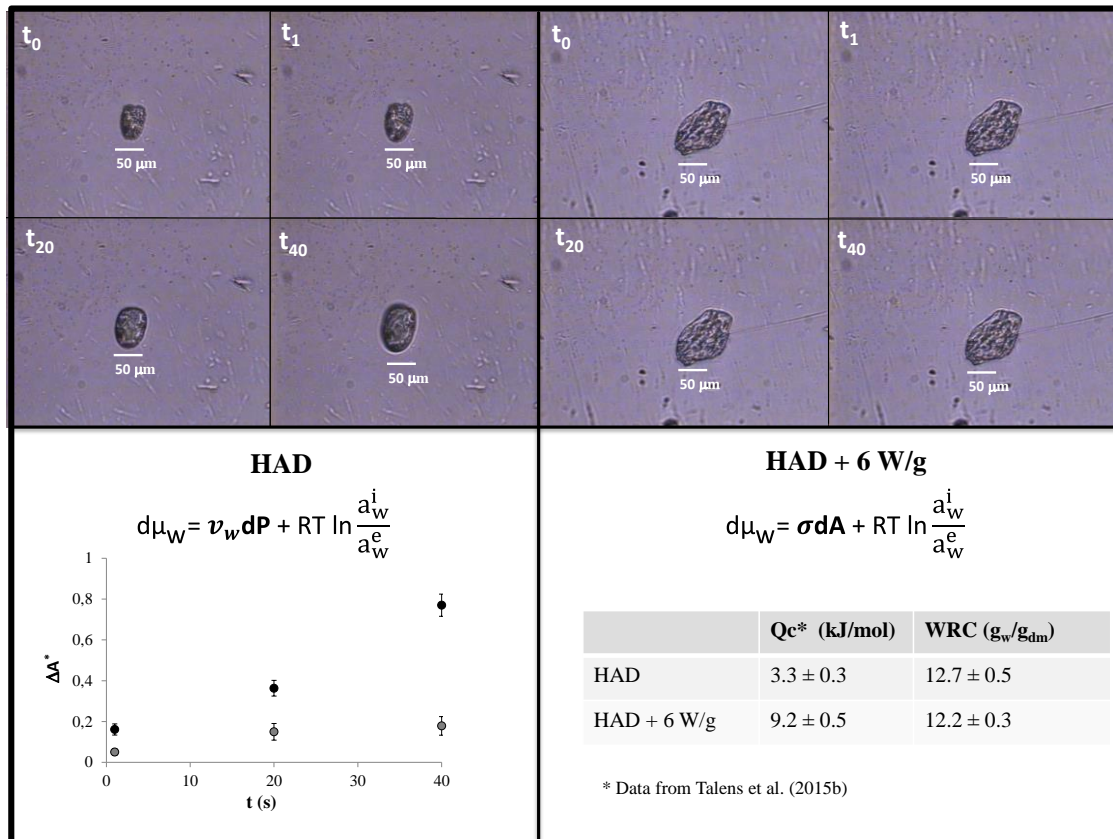 t0
t1
t0
t1
50 µm
50 µm
50 µm
50 µm
t20
t40
t20
t40
50 µm
50 µm
50 µm
50 µm
HAD
dμW = vwdP + RT ln a_w^i / a_w^e
1
0,8
0,6
0,4
0,2
0
ΔA*
0
10
20
30
40
t (s)
HAD + 6 W/g
dμW = σdA + RT ln a_w^i / a_w^e
Qc* (kJ/mol) WRC (gw/gdm)
HAD 3.3 ± 0.3 12.7 ± 0.5
HAD + 6 W/g 9.2 ± 0.5 12.2 ± 0.3
* Data from Talens et al. (2015b)